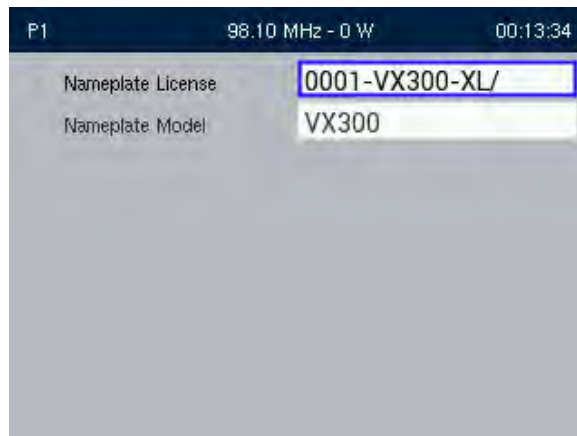 P1 98.10 MHz - 0 W 00:13:34
Nameplate License 0001-VX300-XL/
Nameplate Model VX300